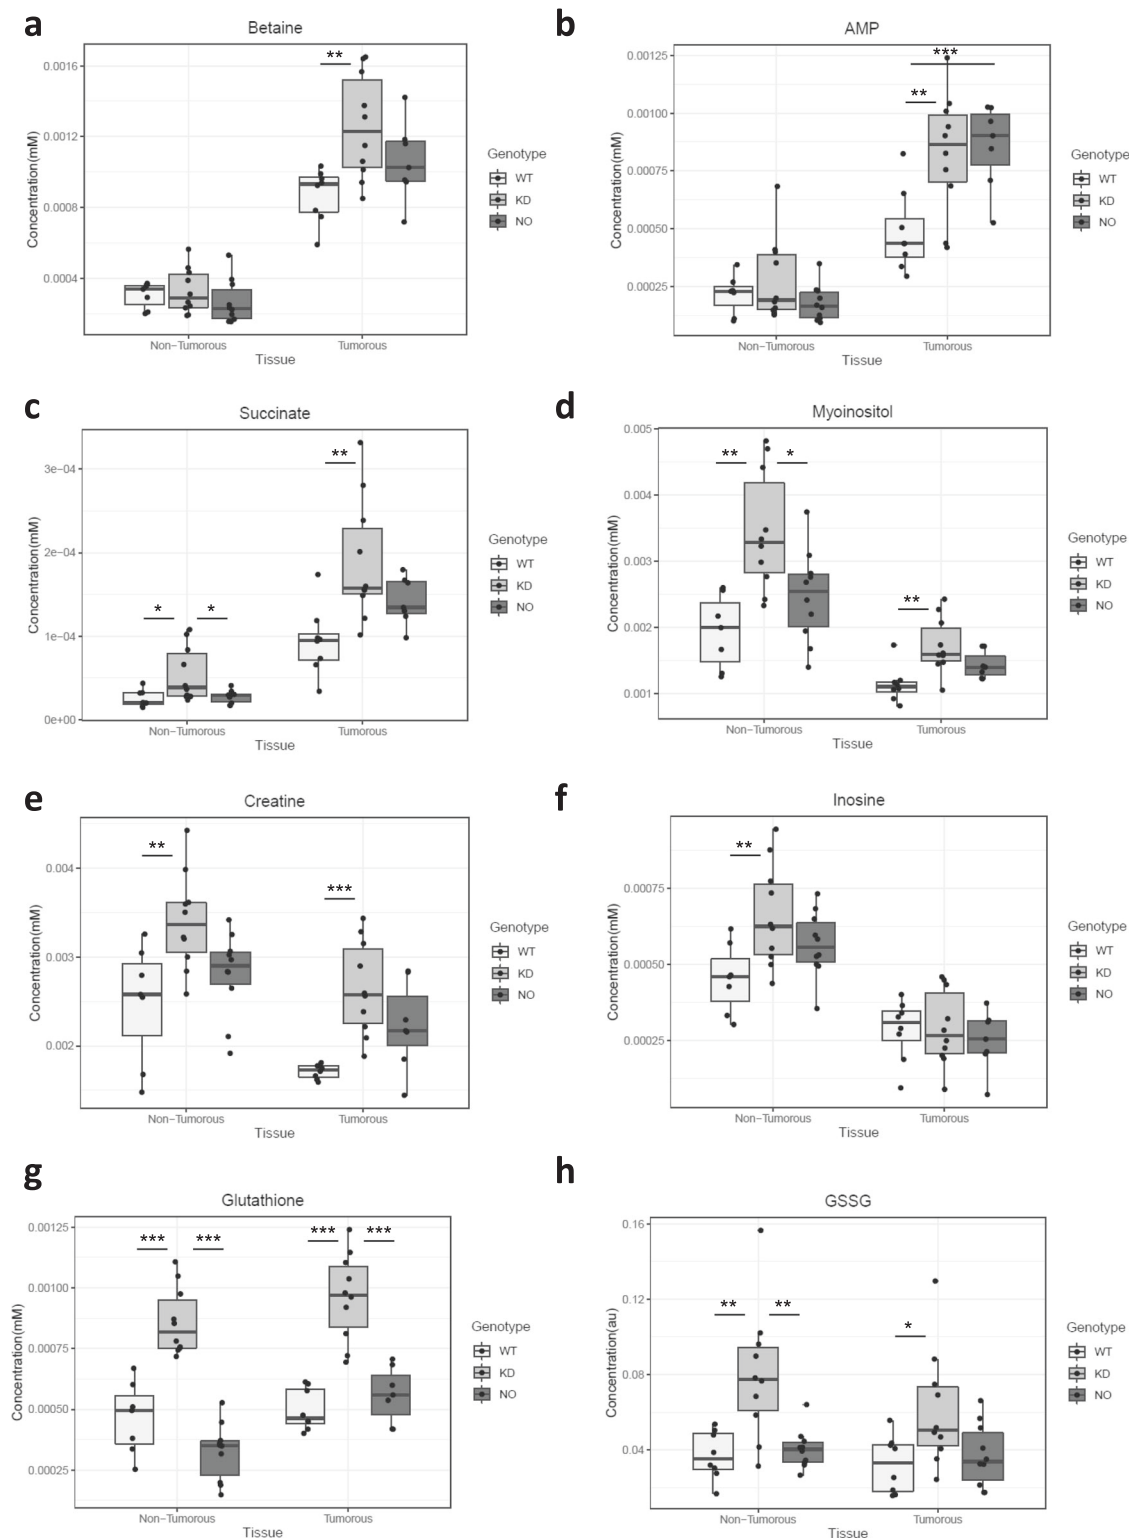 a
Betaine
**
0.0016
0.0012
0.0008
0.0004
Concentration(mM)
Non-Tumorous
Tumorous
Tissue
Genotype
WT
KD
NO
b
AMP
***
**
0.00125
0.00100
0.00075
0.00050
0.00025
Concentration(mM)
Non-Tumorous
Tumorous
Tissue
Genotype
WT
KD
NO
c
Succinate
**
* *
3e-04
2e-04
1e-04
0e+00
Concentration(mM)
Non-Tumorous
Tumorous
Tissue
Genotype
WT
KD
NO
d
Myoinositol
** *
**
0.005
0.004
0.003
0.002
0.001
Concentration(mM)
Non-Tumorous
Tumorous
Tissue
Genotype
WT
KD
NO
e
Creatine
**
***
0.004
0.003
0.002
Concentration(mM)
Non-Tumorous
Tumorous
Tissue
Genotype
WT
KD
NO
f
Inosine
**
0.00075
0.00050
0.00025
Concentration(mM)
Non-Tumorous
Tumorous
Tissue
Genotype
WT
KD
NO
g
Glutathione
*** *** *** ***
0.00125
0.00100
0.00075
0.00050
0.00025
Concentration(mM)
Non-Tumorous
Tumorous
Tissue
Genotype
WT
KD
NO
h
GSSG
** **
*
0.16
0.12
0.08
0.04
Concentration(au)
Non-Tumorous
Tumorous
Tissue
Genotype
WT
KD
NO